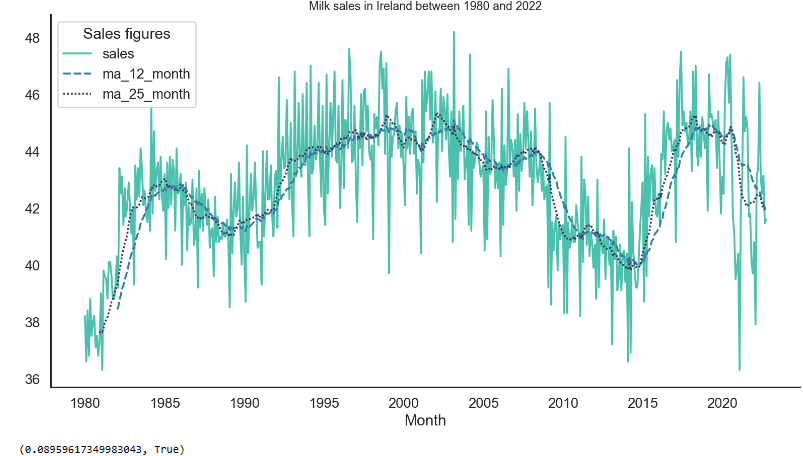 Milk sales in Ireland between 1980 and 2022
Sales figures
sales
ma_12_month
ma_25_month
48
46
44
42
40
38
36
1980 1985 1990 1995 2000 2005 2010 2015 2020
Month
(0.08959617349983043, True)